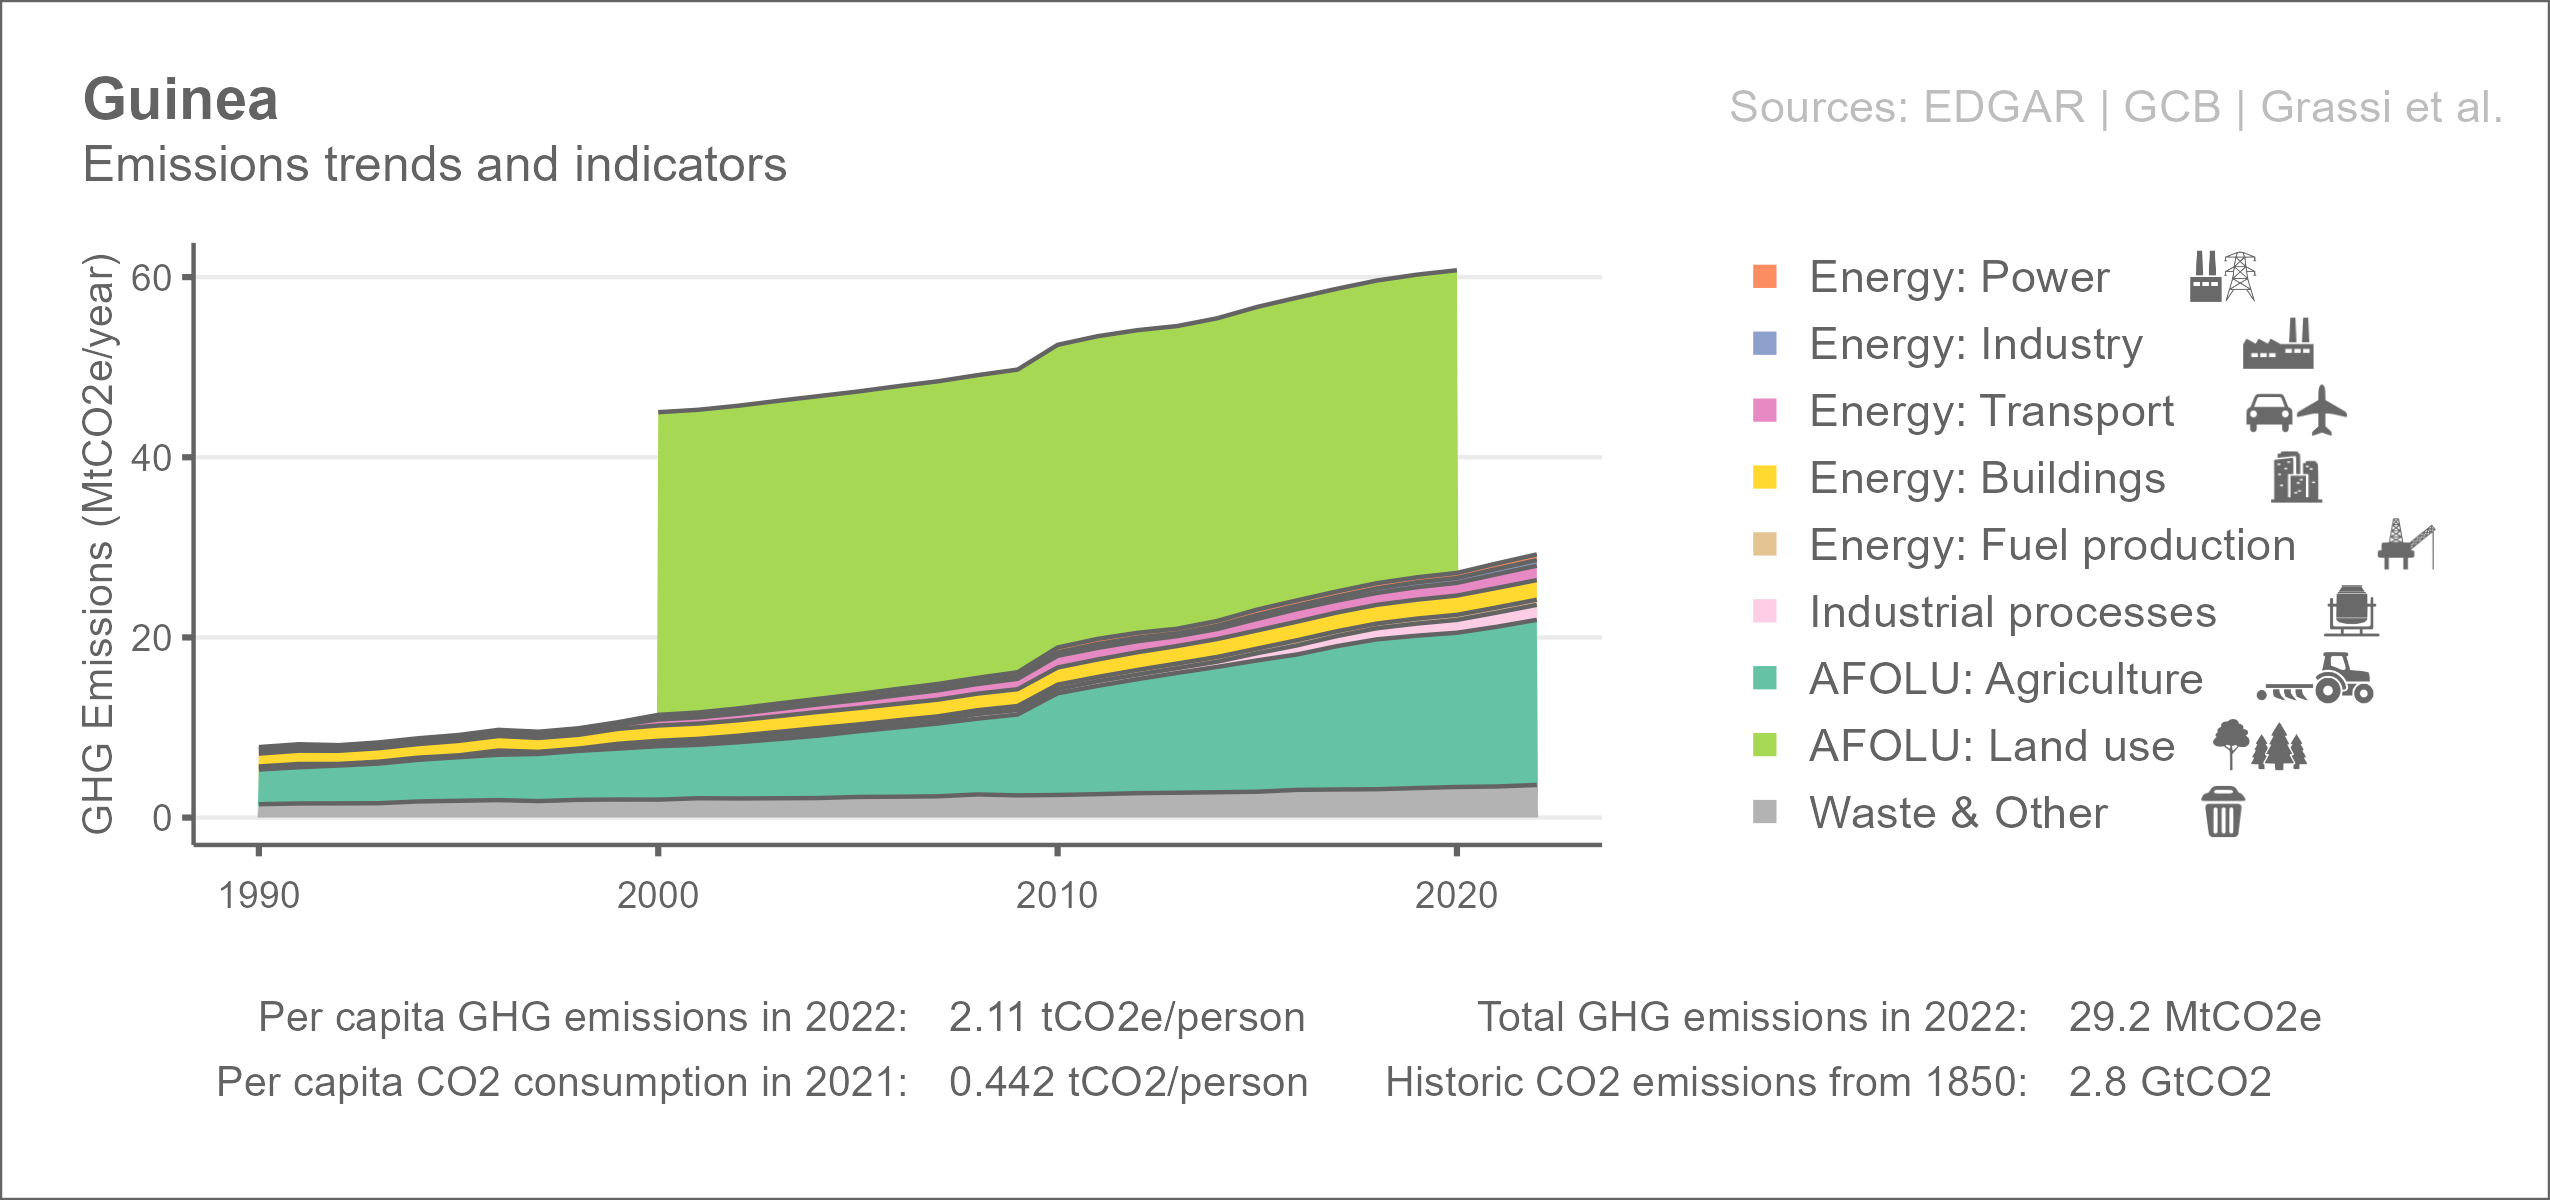 Guinea
Emissions trends and indicators
Sources: EDGAR | GCB | Grassi et al.
GHG Emissions (MtCO2e/year)
60
40
20
0
1990
2000
2010
2020
Energy: Power
Energy: Industry
Energy: Transport
Energy: Buildings
Energy: Fuel production
Industrial processes
AFOLU: Agriculture
AFOLU: Land use
Waste & Other
Per capita GHG emissions in 2022: 2.11 tCO2e/person
Total GHG emissions in 2022: 29.2 MtCO2e
Per capita CO2 consumption in 2021: 0.442 tCO2/person
Historic CO2 emissions from 1850: 2.8 GtCO2